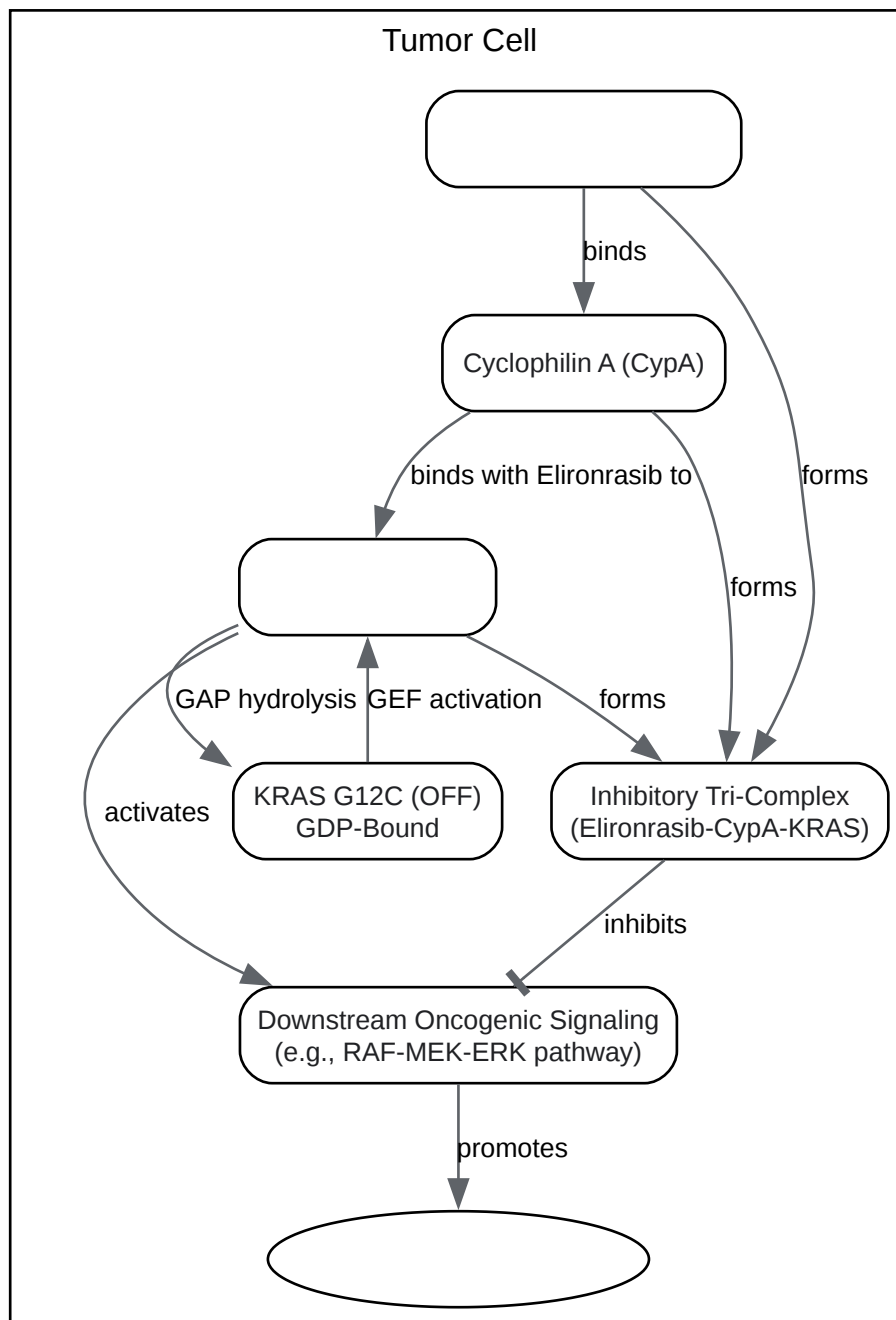 Tumor Cell
binds
Cyclophilin A (CypA)
binds with Elironrasib to
forms
forms
GAP hydrolysis
GEF activation
forms
KRAS G12C (OFF)
GDP-Bound
Inhibitory Tri-Complex
(Elironrasib-CypA-KRAS)
activates
inhibits
Downstream Oncogenic Signaling
(e.g., RAF-MEK-ERK pathway)
promotes